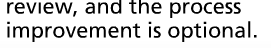 review, and the process
improvement is optional.